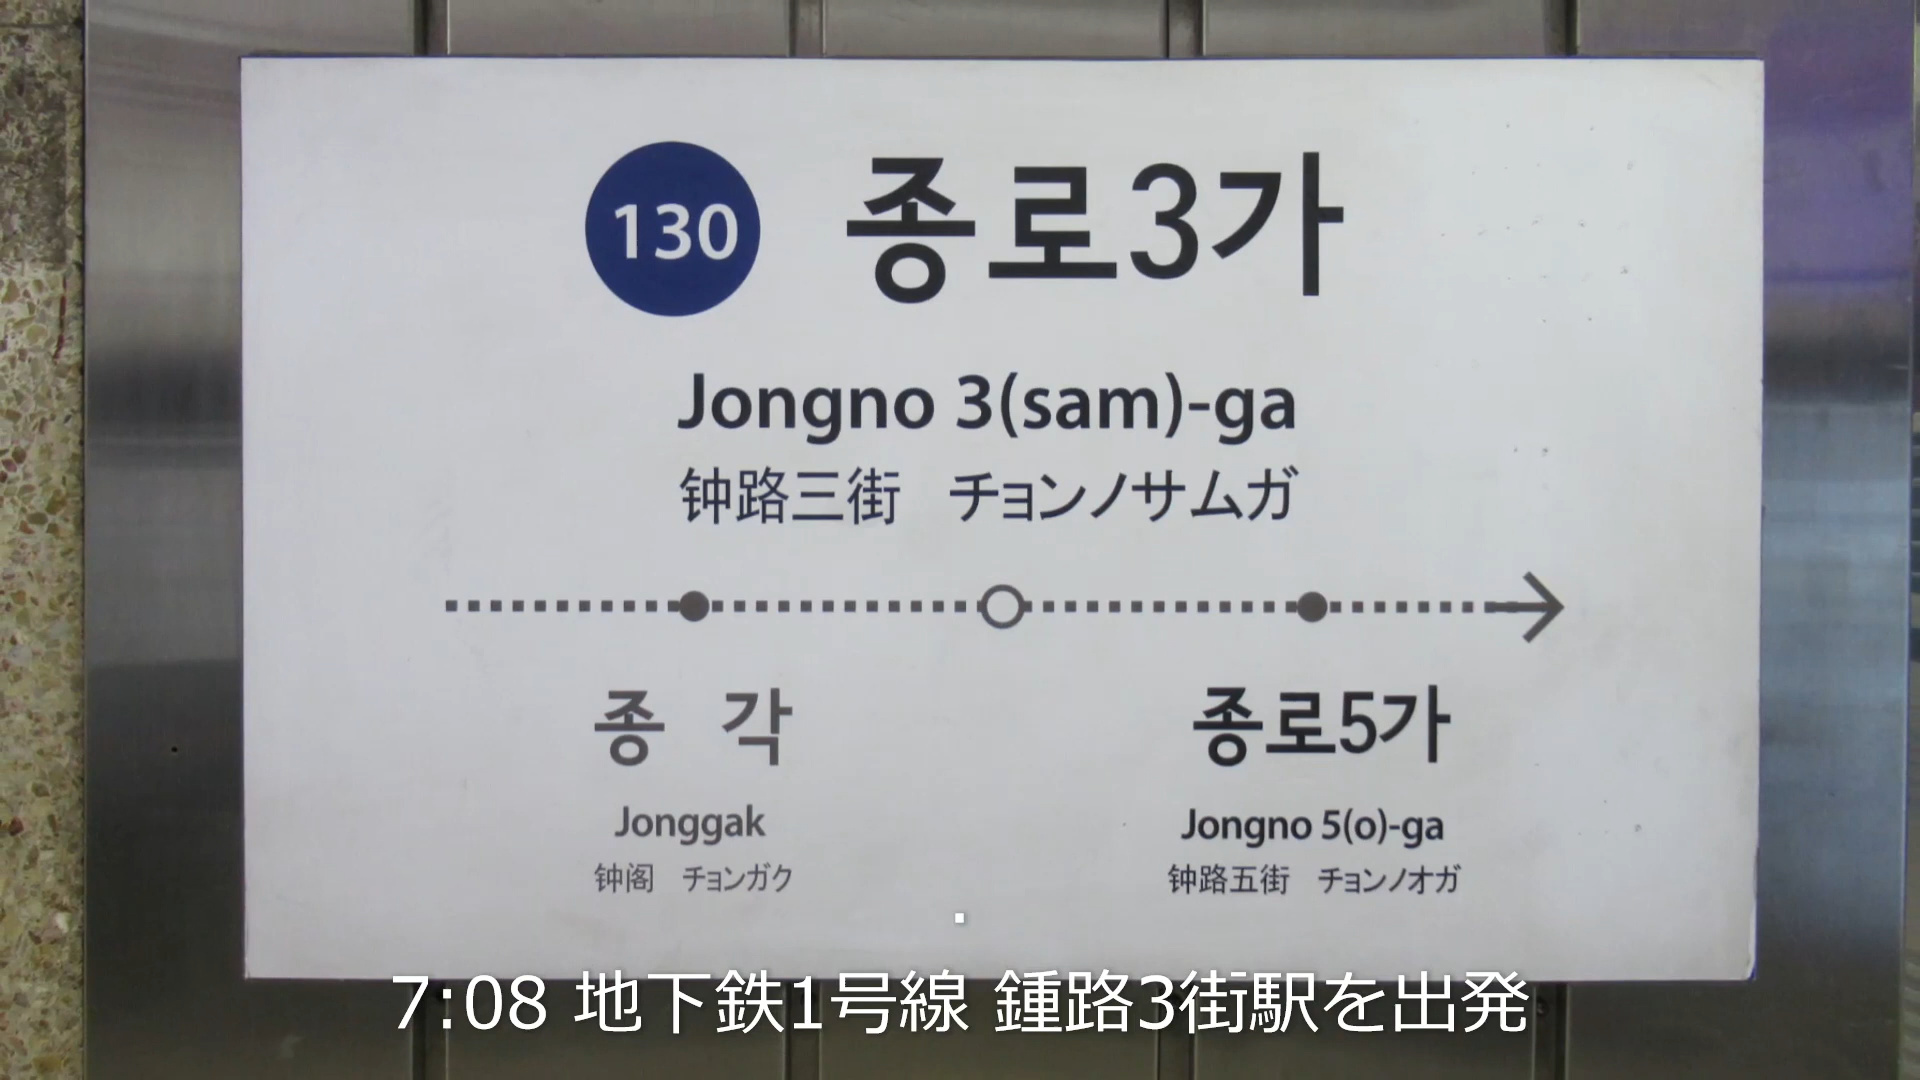 130 종로3가
Jongno 3(sam)-ga
钟路三街 チョンノサムガ
종 각
종로5가
Jonggak
Jongno 5(o)-ga
钟阁 チョンガク
钟路五街 チョンノオガ
.
7:08 地下鉄1号線 鍾路3街駅を出発